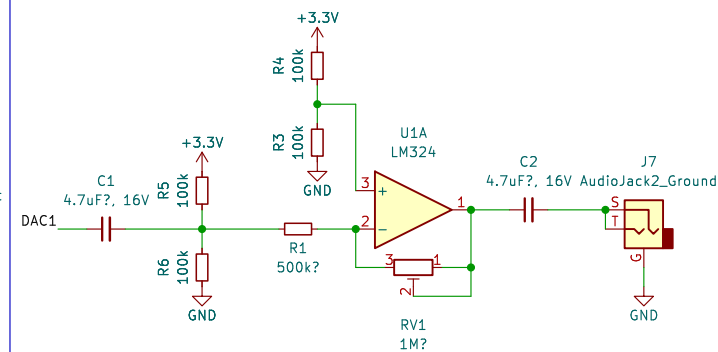 +3.3V
R4
100k
R3
100k
GND
+3.3V
R5
100k
R6
100k
GND
C1
4.7uF?, 16V
DAC1
R1
500k?
U1A
LM324
3
+
2
−
1
3
1
2
RV1
1M?
C2
4.7uF?, 16V
J7
AudioJack2_Ground
S
T
G
GND